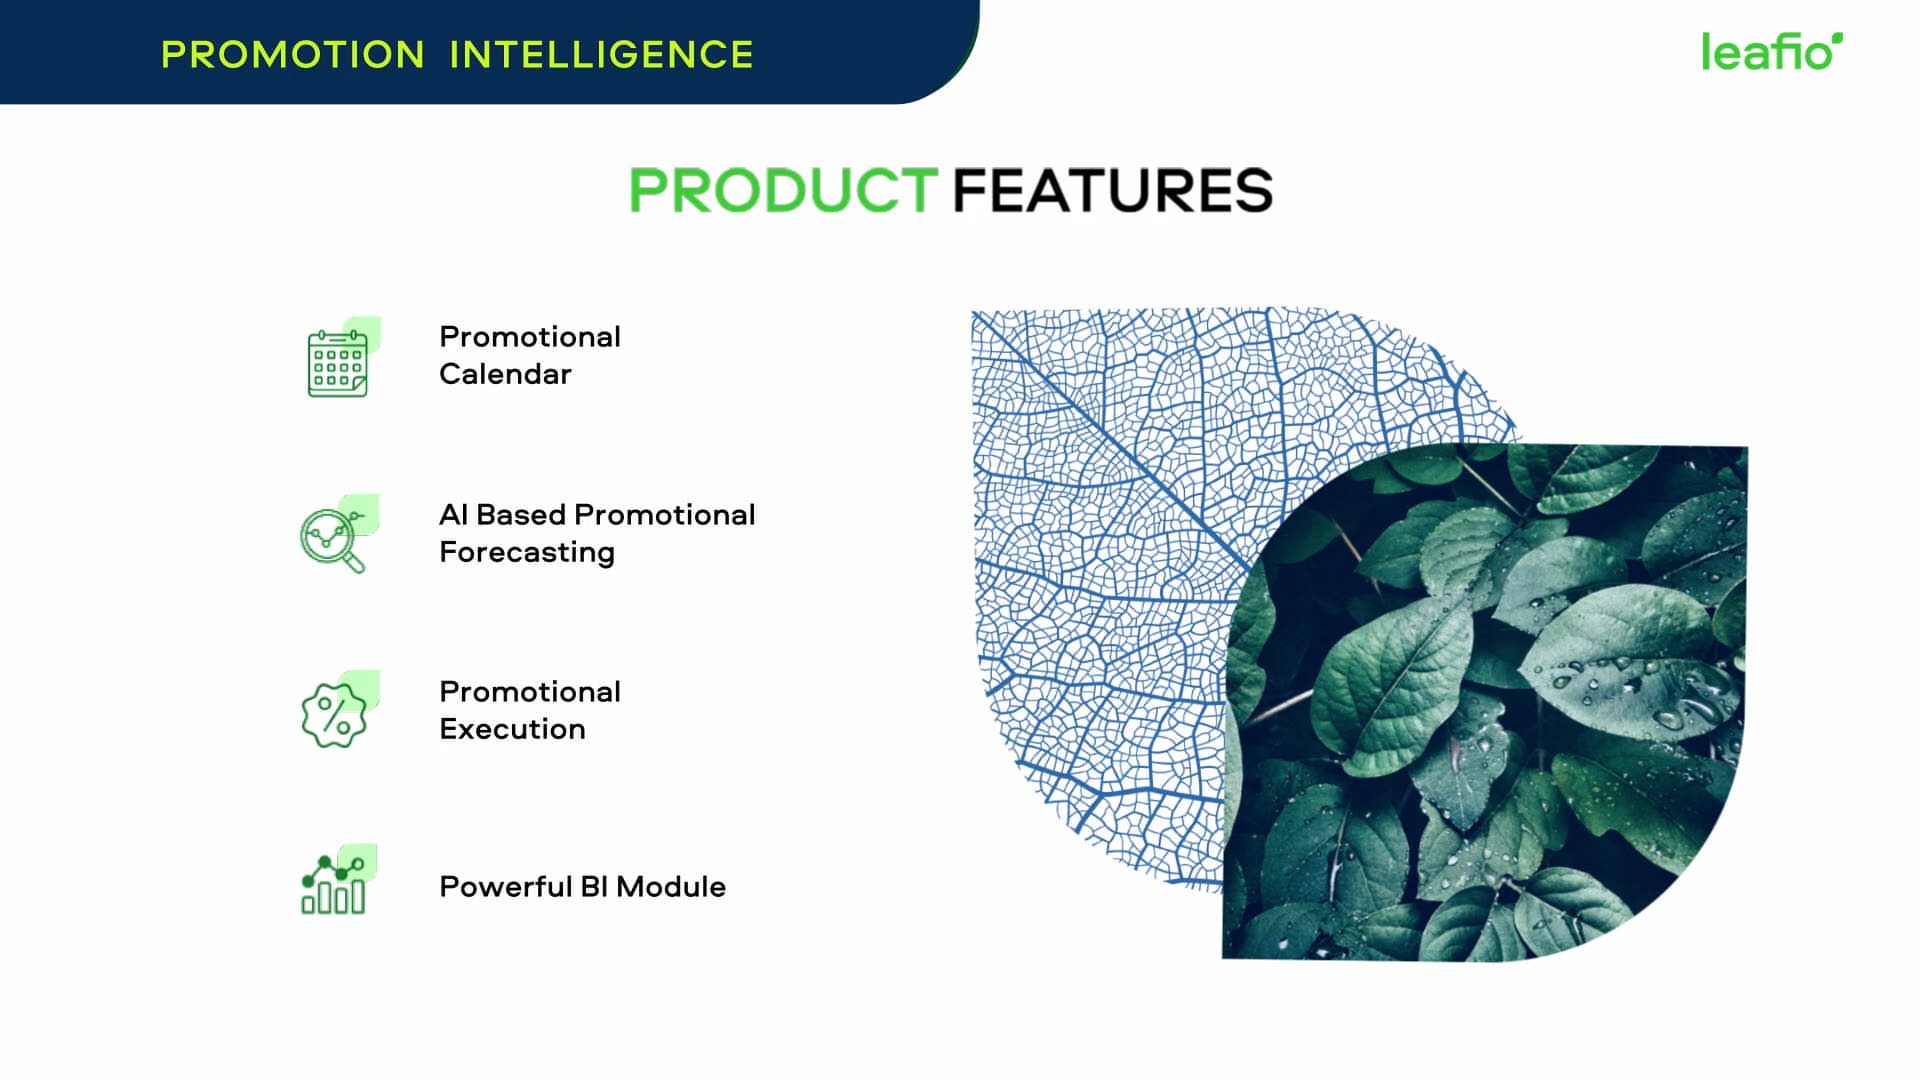 PROMOTION INTELLIGENCE
leafio
PRODUCT FEATURES
Promotional
Calendar
AI Based Promotional
Forecasting
Promotional
Execution
Powerful BI Module